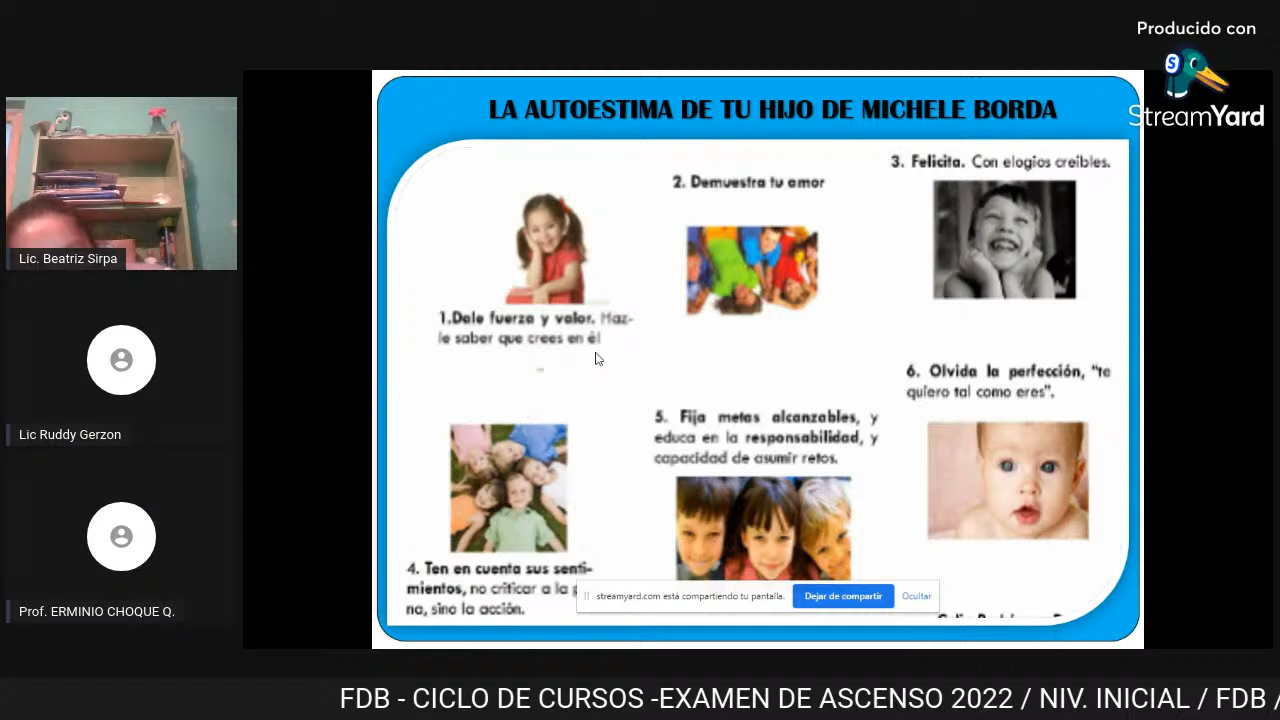 Producido con
StreamYard
LA AUTOESTIMA DE TU HIJO DE MICHELE BORDA
1.Dale fuerza y valor. Haz-
le saber que crees en él
2. Demuestra tu amor
3. Felicita. Con elogios creibles.
4. Ten en cuenta sus senti-
mientos, no criticar a la
na, sino la acción.
5. Fija metas alcanzables, y
educa en la responsabilidad, y
capacidad de asumir retos.
6. Olvida la perfección, “te
quiero tal como eres”.
streamyard.com está compartiendo tu pantalla.
Dejar de compartir
Ocultar
Lic. Beatriz Sirpa
Lic Ruddy Gerzon
Prof. ERMINIO CHOQUE Q.
FDB - CICLO DE CURSOS -EXAMEN DE ASCENSO 2022 / NIV. INICIAL / FDB /